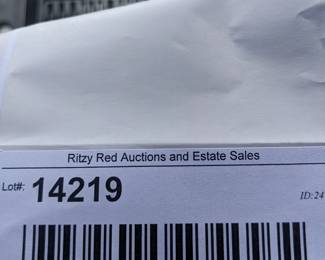 Ritzy Red Auctions and Estate Sales
Lot#: 14219 ID:24